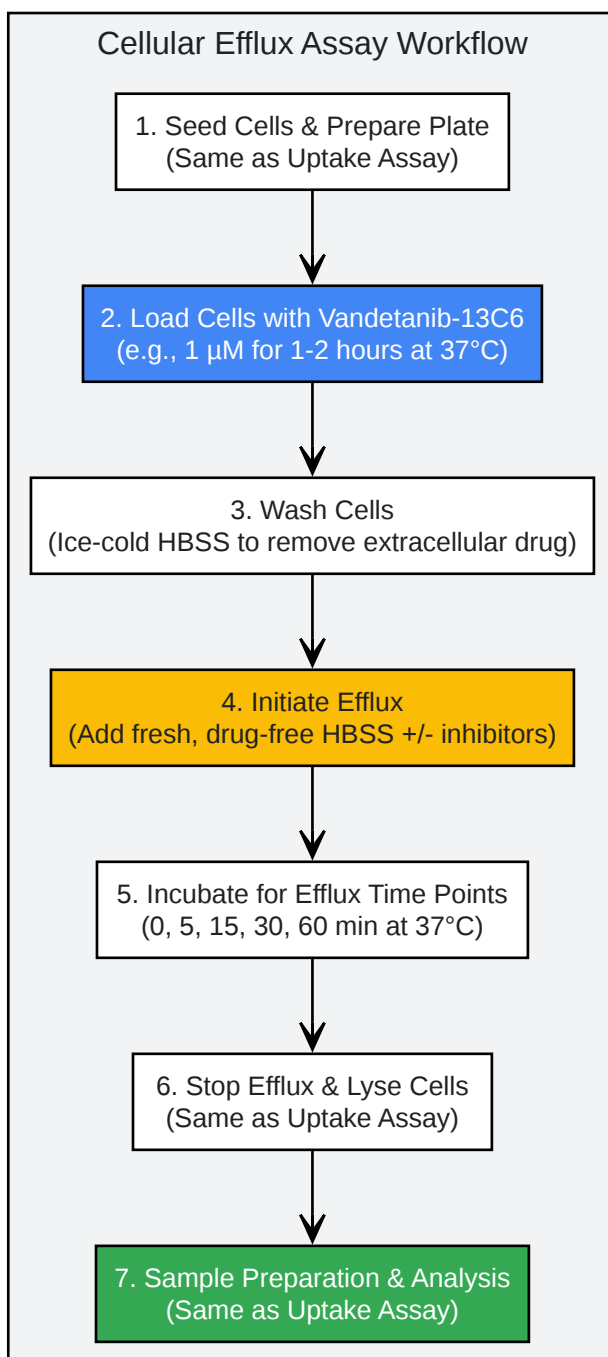 Cellular Efflux Assay Workflow
1. Seed Cells & Prepare Plate
(Same as Uptake Assay)
2. Load Cells with Vandetanib-13C6
(e.g., 1 µM for 1-2 hours at 37°C)
3. Wash Cells
(Ice-cold HBSS to remove extracellular drug)
4. Initiate Efflux
(Add fresh, drug-free HBSS +/- inhibitors)
5. Incubate for Efflux Time Points
(0, 5, 15, 30, 60 min at 37°C)
6. Stop Efflux & Lyse Cells
(Same as Uptake Assay)
7. Sample Preparation & Analysis
(Same as Uptake Assay)